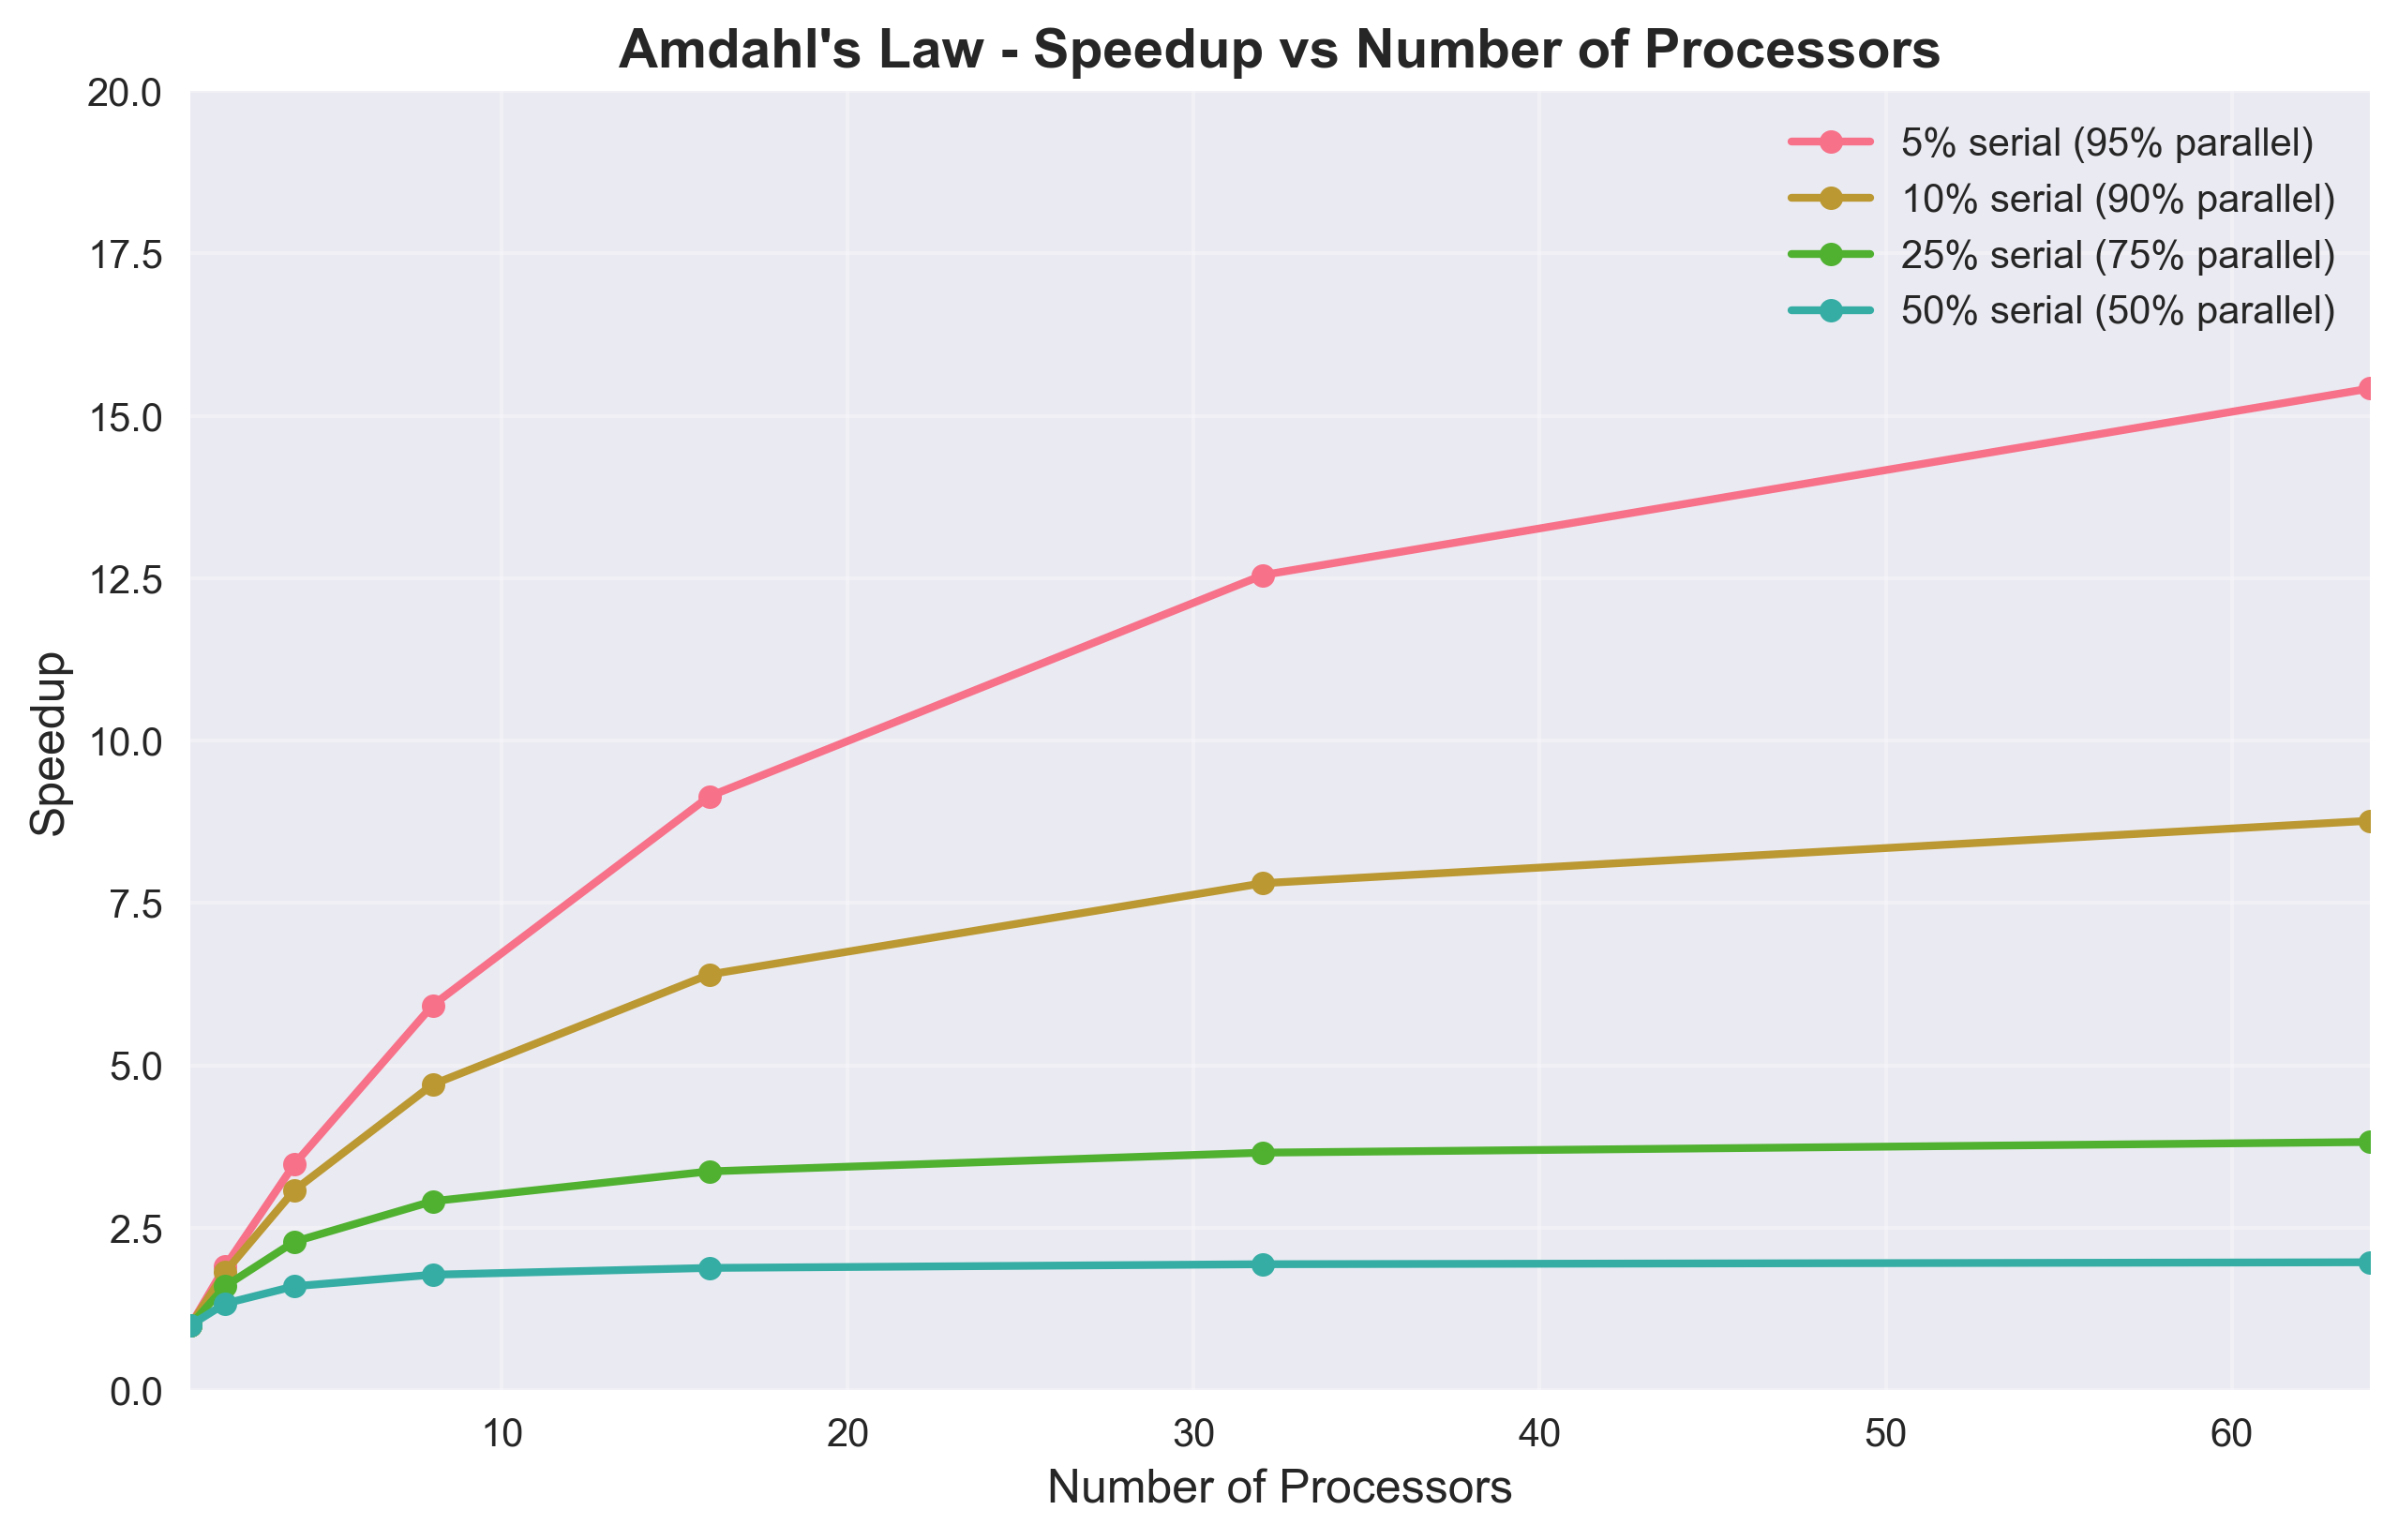 Amdahl's Law - Speedup vs Number of Processors
20.0
17.5
15.0
12.5
10.0
7.5
5.0
2.5
0.0
Speedup
5% serial (95% parallel)
10% serial (90% parallel)
25% serial (75% parallel)
50% serial (50% parallel)
10 20 30 40 50 60
Number of Processors